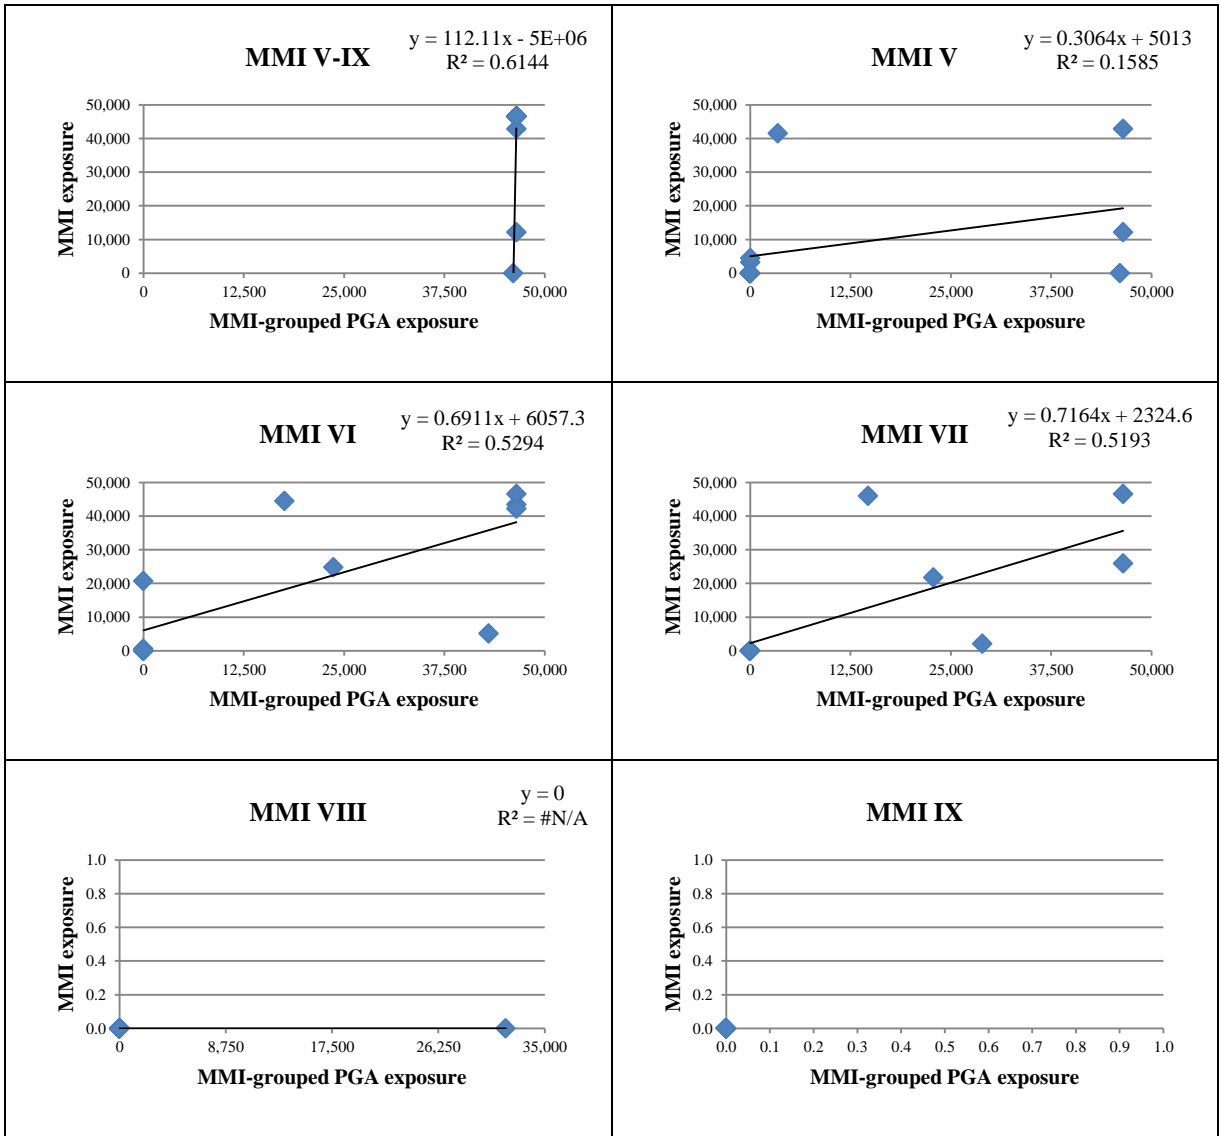 MMI V-IX
y = 112.11x - 5E+06
R² = 0.6144
MMI exposure
50,000
40,000
30,000
20,000
10,000
0
0 12,500 25,000 37,500 50,000
MMI-grouped PGA exposure
MMI V
y = 0.3064x + 5013
R² = 0.1585
MMI exposure
50,000
40,000
30,000
20,000
10,000
0
0 12,500 25,000 37,500 50,000
MMI-grouped PGA exposure
MMI VI
y = 0.6911x + 6057.3
R² = 0.5294
MMI exposure
50,000
40,000
30,000
20,000
10,000
0
0 12,500 25,000 37,500 50,000
MMI-grouped PGA exposure
MMI VII
y = 0.7164x + 2324.6
R² = 0.5193
MMI exposure
50,000
40,000
30,000
20,000
10,000
0
0 12,500 25,000 37,500 50,000
MMI-grouped PGA exposure
MMI VIII
y = 0
R² = #N/A
MMI exposure
1.0
0.8
0.6
0.4
0.2
0.0
0 8,750 17,500 26,250 35,000
MMI-grouped PGA exposure
MMI IX
MMI exposure
1.0
0.8
0.6
0.4
0.2
0.0
0.0 0.1 0.2 0.3 0.4 0.5 0.6 0.7 0.8 0.9 1.0
MMI-grouped PGA exposure